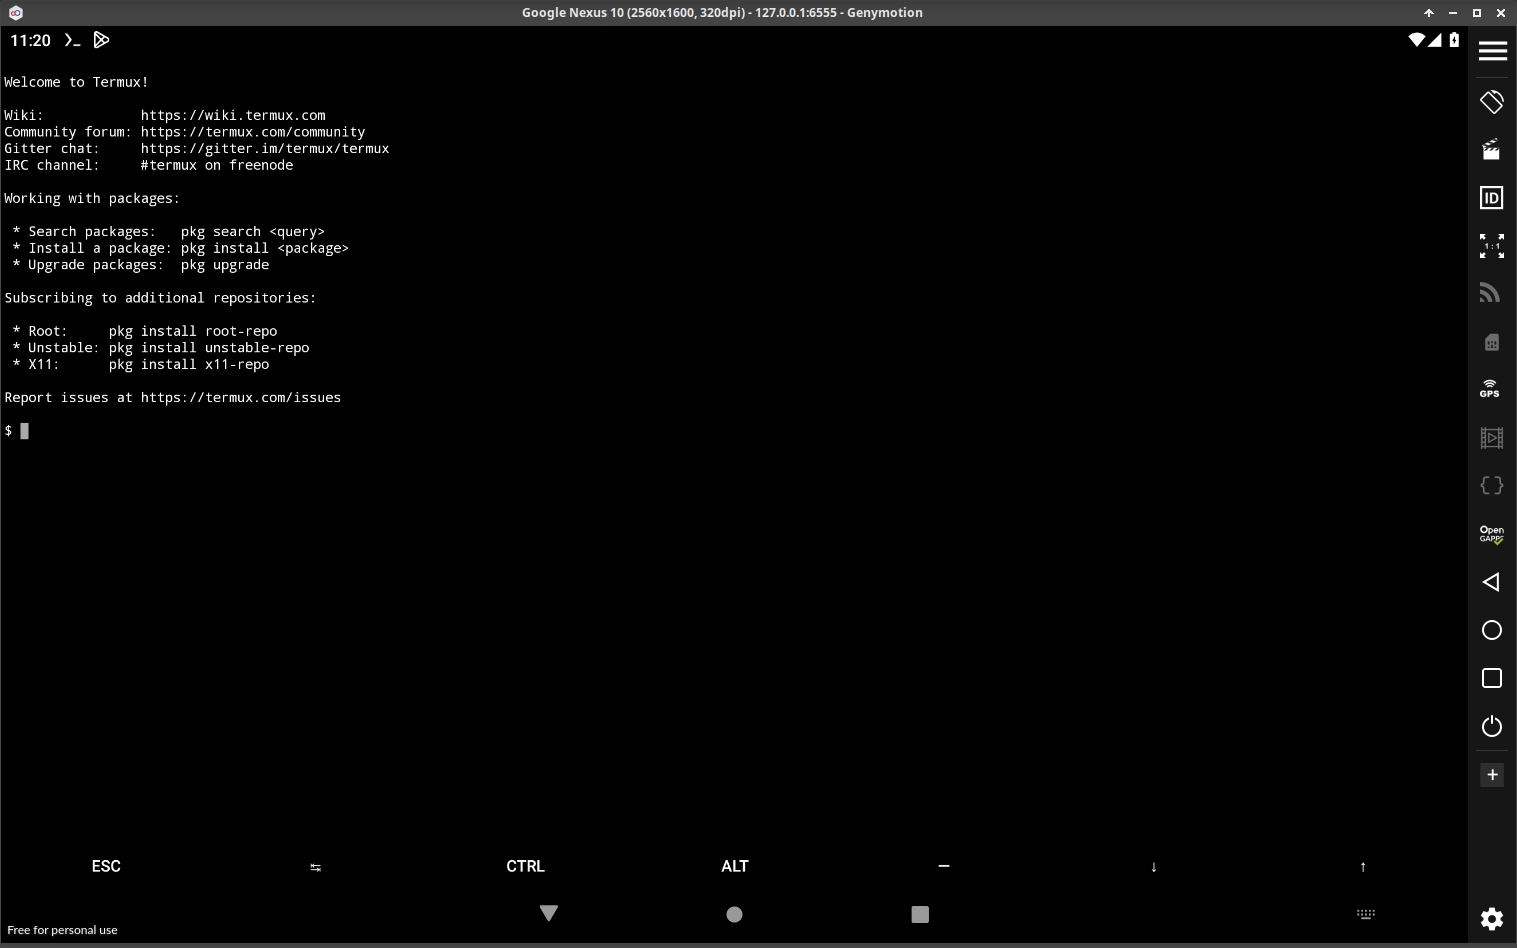 Google Nexus 10 (2560x1600, 320dpi) - 127.0.0.1:6555 - Genymotion
11:20
Welcome to Termux!
Wiki:            https://wiki.termux.com
Community forum: https://termux.com/community
Gitter chat:     https://gitter.im/termux/termux
IRC channel:     #termux on freenode
Working with packages:
 * Search packages:   pkg search <query>
 * Install a package: pkg install <package>
 * Upgrade packages:  pkg upgrade
Subscribing to additional repositories:
 * Root:     pkg install root-repo
 * Unstable: pkg install unstable-repo
 * X11:      pkg install x11-repo
Report issues at https://termux.com/issues
$
ID
1:1
GPS
Open
GAPPS
ESC ⇆ CTRL ALT — ↓ ↑
Free for personal use